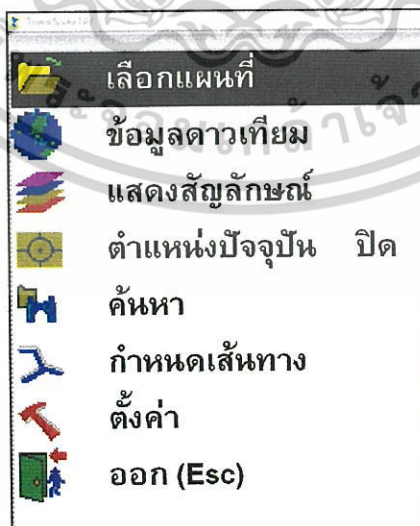 เลือกแผนที่
ข้อมูลดาวเทียม
แสดงสัญลักษณ์
ตำแหน่งปัจจุบัน ปิด
ค้นหา
กำหนดเส้นทาง
ตั้งค่า
ออก (Esc)